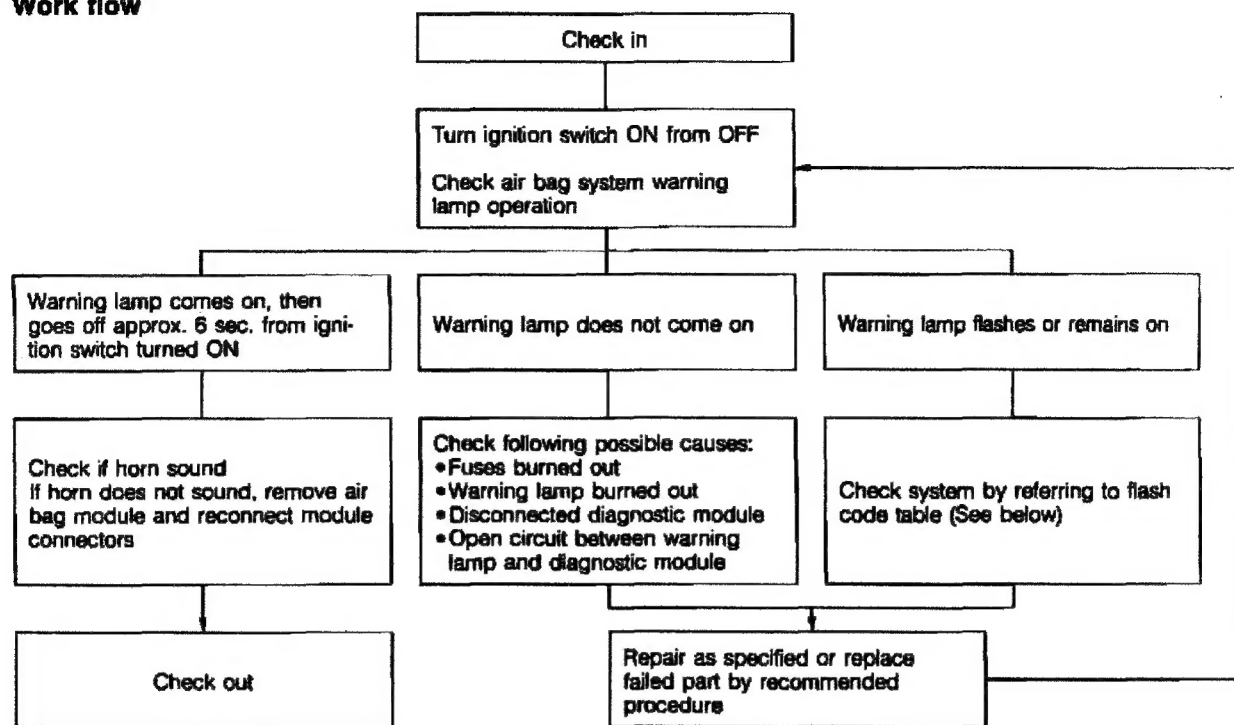 Work flow
Check in
Turn ignition switch ON from OFF
Check air bag system warning
lamp operation
Warning lamp comes on, then
goes off approx. 6 sec. from igni-
tion switch turned ON
Warning lamp does not come on
Warning lamp flashes or remains on
Check if horn sound
If horn does not sound, remove air
bag module and reconnect module
connectors
Check following possible causes:
•Fuses burned out
•Warning lamp burned out
•Disconnected diagnostic module
•Open circuit between warning
lamp and diagnostic module
Check system by referring to flash
code table (See below)
Check out
Repair as specified or replace
failed part by recommended
procedure